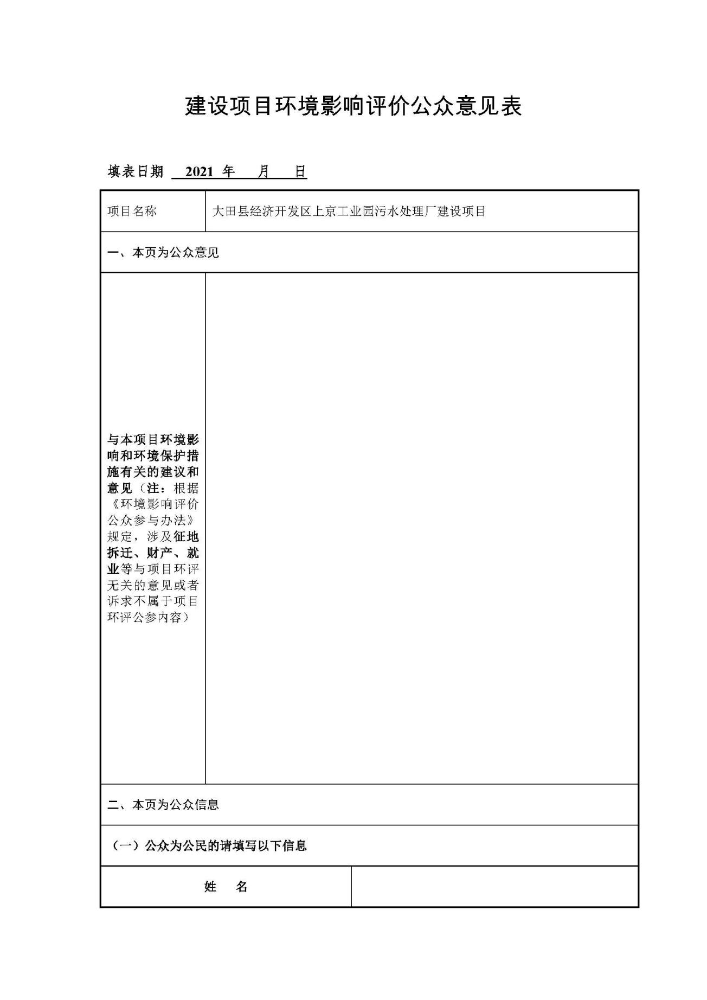 建设项目环境影响评价公众意见表
填表日期 2021 年 月 日
项目名称
大田县经济开发区上京工业园污水处理厂建设项目
一、本页为公众意见
与本项目环境影
响和环境保护措
施有关的建议和
意见（注：根据
《环境影响评价
公众参与办法》
规定，涉及征地
拆迁、财产、就
业等与项目环评
无关的意见或者
诉求不属于项目
环评公参内容）
二、本页为公众信息
（一）公众为公民的请填写以下信息
姓 名